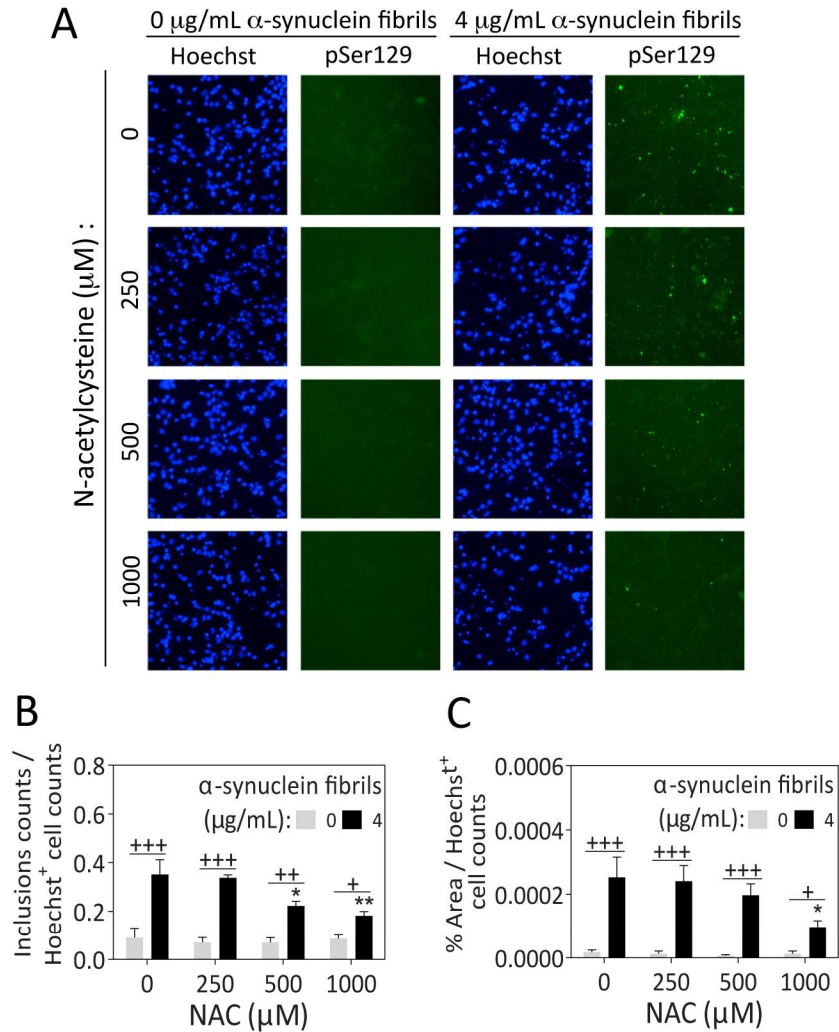 A
0 μg/mL α-synuclein fibrils 4 μg/mL α-synuclein fibrils
Hoechst pSer129 Hoechst pSer129
N-acetylcysteine (μM) :
0
250
500
1000
B
Inclusions counts /
Hoechst+ cell counts
0.8
0.6
0.4
0.2
0.0
α-synuclein fibrils
(μg/mL): 0 4
+++
+++
++
*
+
**
0 250 500 1000
NAC (μM)
C
% Area / Hoechst+
cell counts
0.0006
0.0004
0.0002
0.0000
α-synuclein fibrils
(μg/mL): 0 4
+++
+++
+++
+
*
0 250 500 1000
NAC (μM)